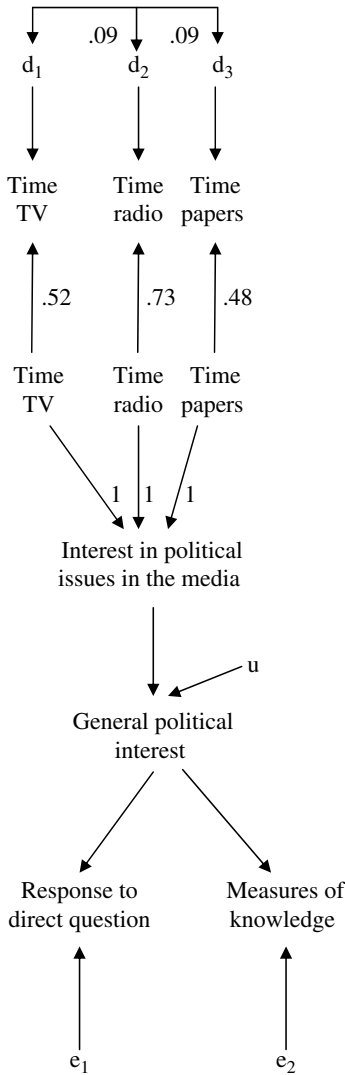 .09 .09
d₁ d₂ d₃
Time Time Time
TV radio papers
.52 .73 .48
Time Time Time
TV radio papers
1 1 1
Interest in political
issues in the media
u
General political
interest
Response to Measures of
direct question knowledge
e₁ e₂